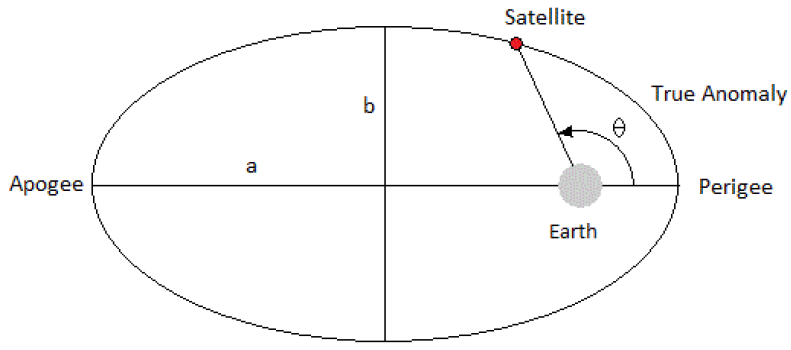 Satellite
True Anomaly
b
θ
a
Apogee
Perigee
Earth